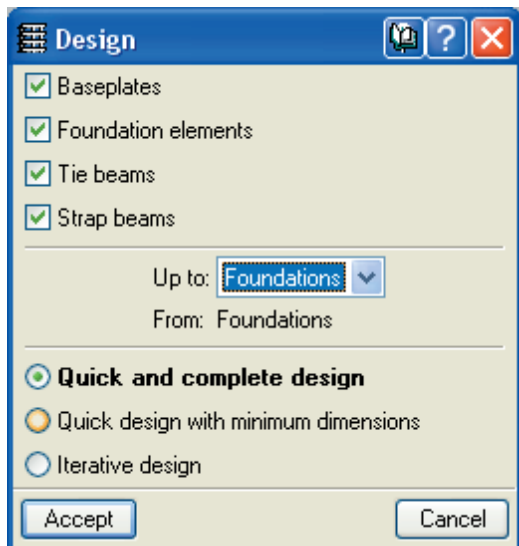 Design
Baseplates
Foundation elements
Tie beams
Strap beams
Up to: Foundations
From: Foundations
Quick and complete design
Quick design with minimum dimensions
Iterative design
Accept Cancel